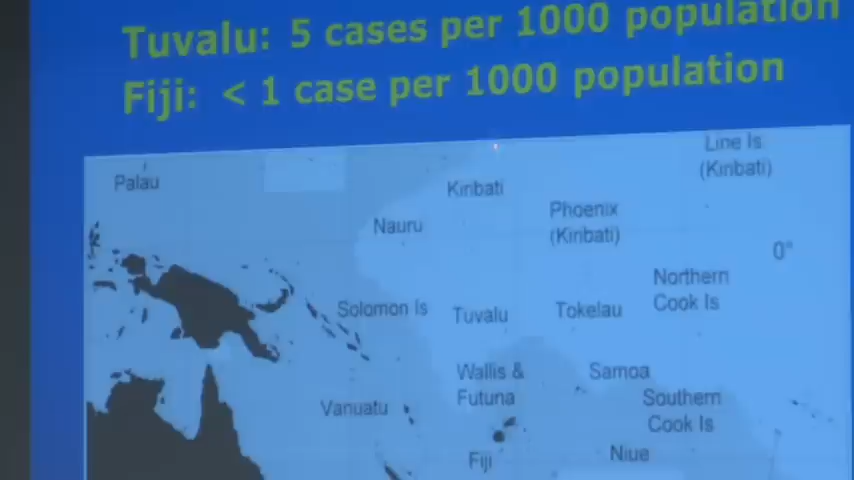 Tuvalu: 5 cases per 1000 population
Fiji: < 1 case per 1000 population
Line Is
(Kiribati)
Palau
Kiribati
Phoenix
(Kiribati)
Nauru
0°
Northern
Cook Is
Solomon Is
Tuvalu
Tokelau
Wallis &
Futuna
Samoa
Southern
Cook Is
Vanuatu
Fiji
Niue